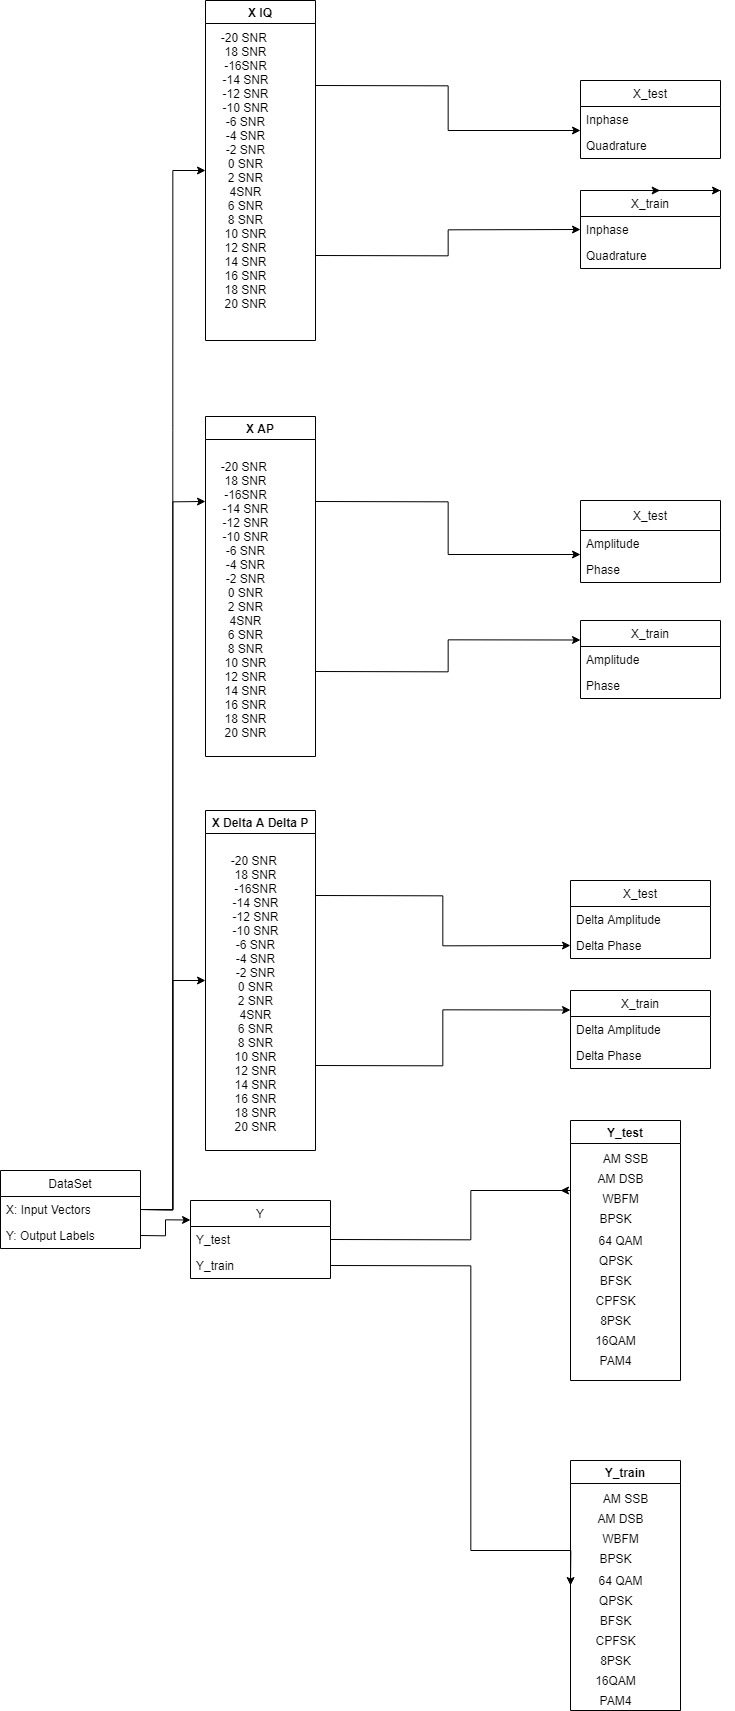 X IQ
-20 SNR
18 SNR
-16SNR
-14 SNR
-12 SNR
-10 SNR
-6 SNR
-4 SNR
-2 SNR
0 SNR
2 SNR
4SNR
6 SNR
8 SNR
10 SNR
12 SNR
14 SNR
16 SNR
18 SNR
20 SNR
X_test
Inphase
Quadrature
X_train
Inphase
Quadrature
X AP
-20 SNR
18 SNR
-16SNR
-14 SNR
-12 SNR
-10 SNR
-6 SNR
-4 SNR
-2 SNR
0 SNR
2 SNR
4SNR
6 SNR
8 SNR
10 SNR
12 SNR
14 SNR
16 SNR
18 SNR
20 SNR
X_test
Amplitude
Phase
X_train
Amplitude
Phase
X Delta A Delta P
-20 SNR
18 SNR
-16SNR
-14 SNR
-12 SNR
-10 SNR
-6 SNR
-4 SNR
-2 SNR
0 SNR
2 SNR
4SNR
6 SNR
8 SNR
10 SNR
12 SNR
14 SNR
16 SNR
18 SNR
20 SNR
X_test
Delta Amplitude
Delta Phase
X_train
Delta Amplitude
Delta Phase
DataSet
X: Input Vectors
Y: Output Labels
Y
Y_test
Y_train
Y_test
AM SSB
AM DSB
WBFM
BPSK
64 QAM
QPSK
BFSK
CPFSK
8PSK
16QAM
PAM4
Y_train
AM SSB
AM DSB
WBFM
BPSK
64 QAM
QPSK
BFSK
CPFSK
8PSK
16QAM
PAM4